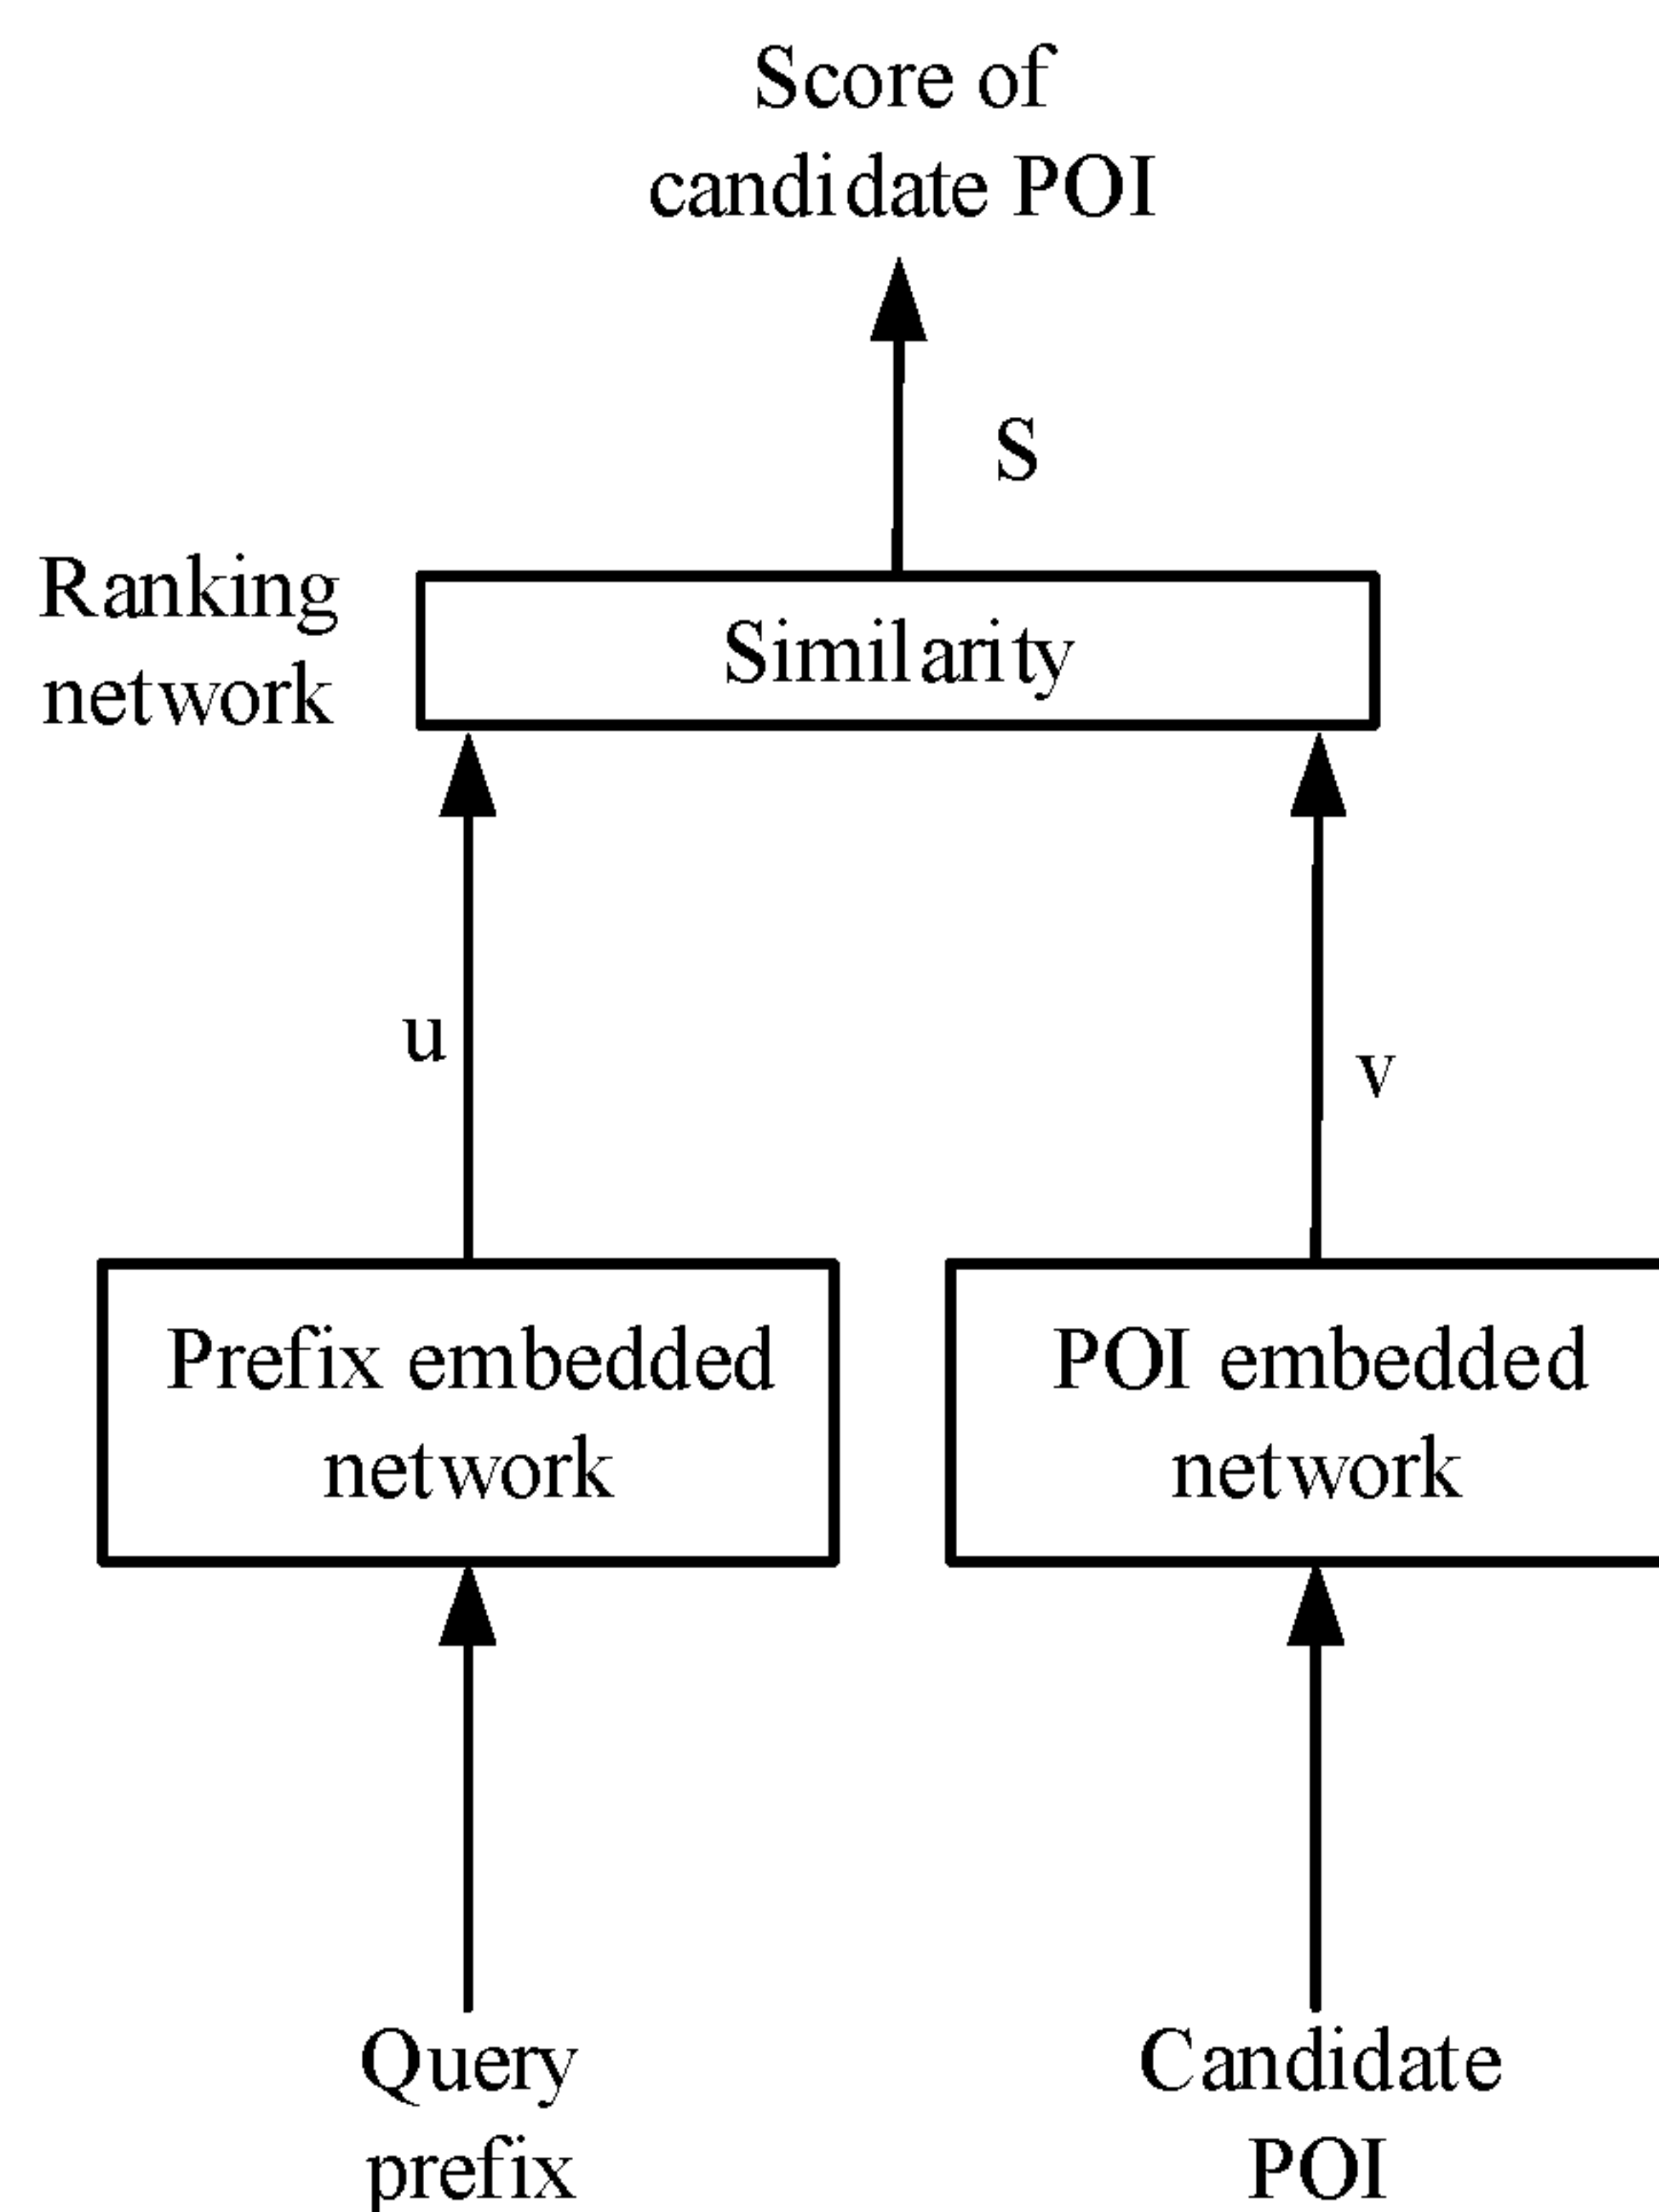 Score of
candidate POI
S
Ranking
network
Similarity
u
v
Prefix embedded
network
POI embedded
network
Query
prefix
Candidate
POI